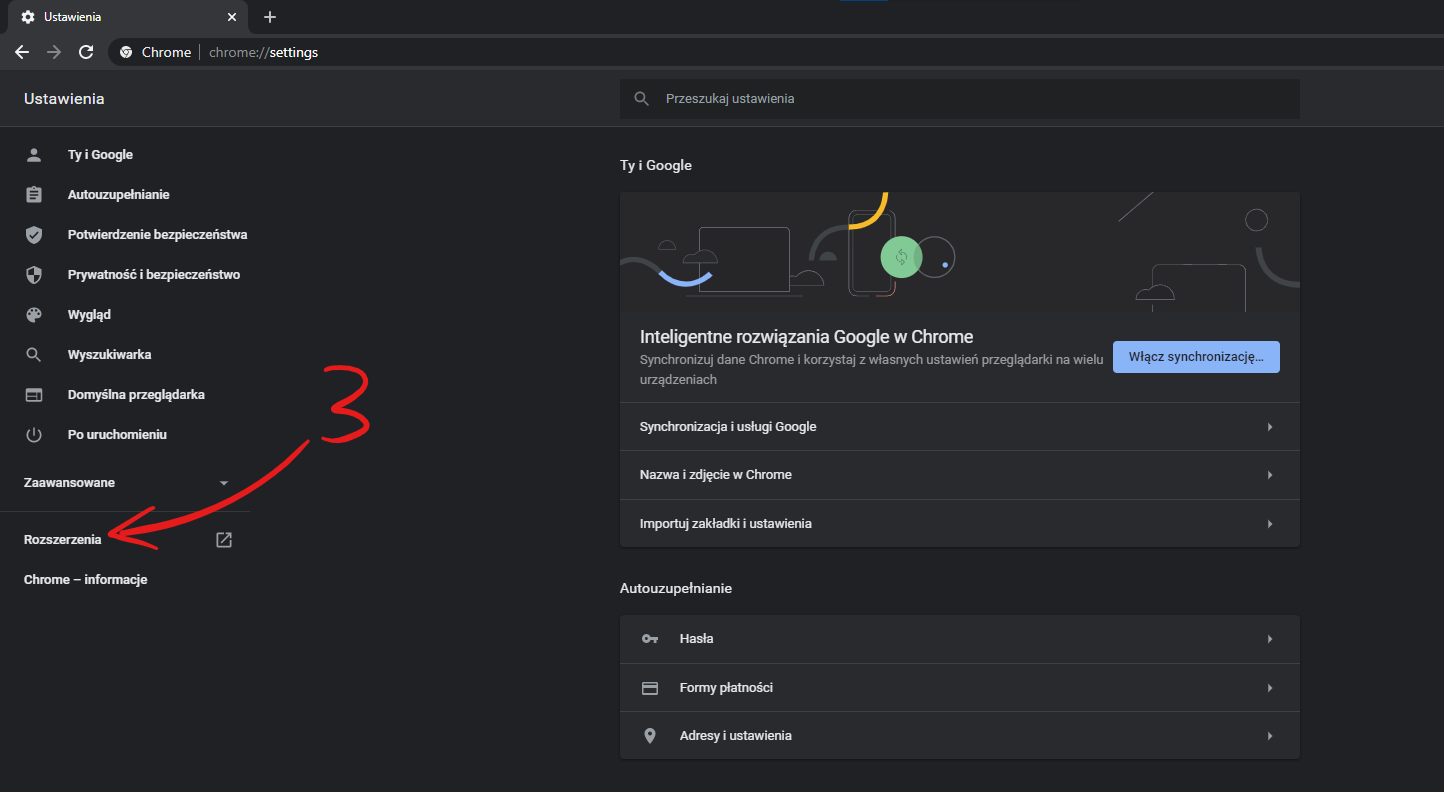 Ustawienia
Chrome chrome://settings
Ustawienia
Przeszukaj ustawienia
Ty i Google
Autouzupełnianie
Potwierdzenie bezpieczeństwa
Prywatność i bezpieczeństwo
Wygląd
Wyszukiwarka
Domyślna przeglądarka
Po uruchomieniu
Zaawansowane
Rozszerzenia
Chrome – informacje
3
Ty i Google
Inteligentne rozwiązania Google w Chrome
Synchronizuj dane Chrome i korzystaj z własnych ustawień przeglądarki na wielu
urządzeniach
Włącz synchronizację…
Synchronizacja i usługi Google
Nazwa i zdjęcie w Chrome
Importuj zakładki i ustawienia
Autouzupełnianie
Hasła
Formy płatności
Adresy i ustawienia